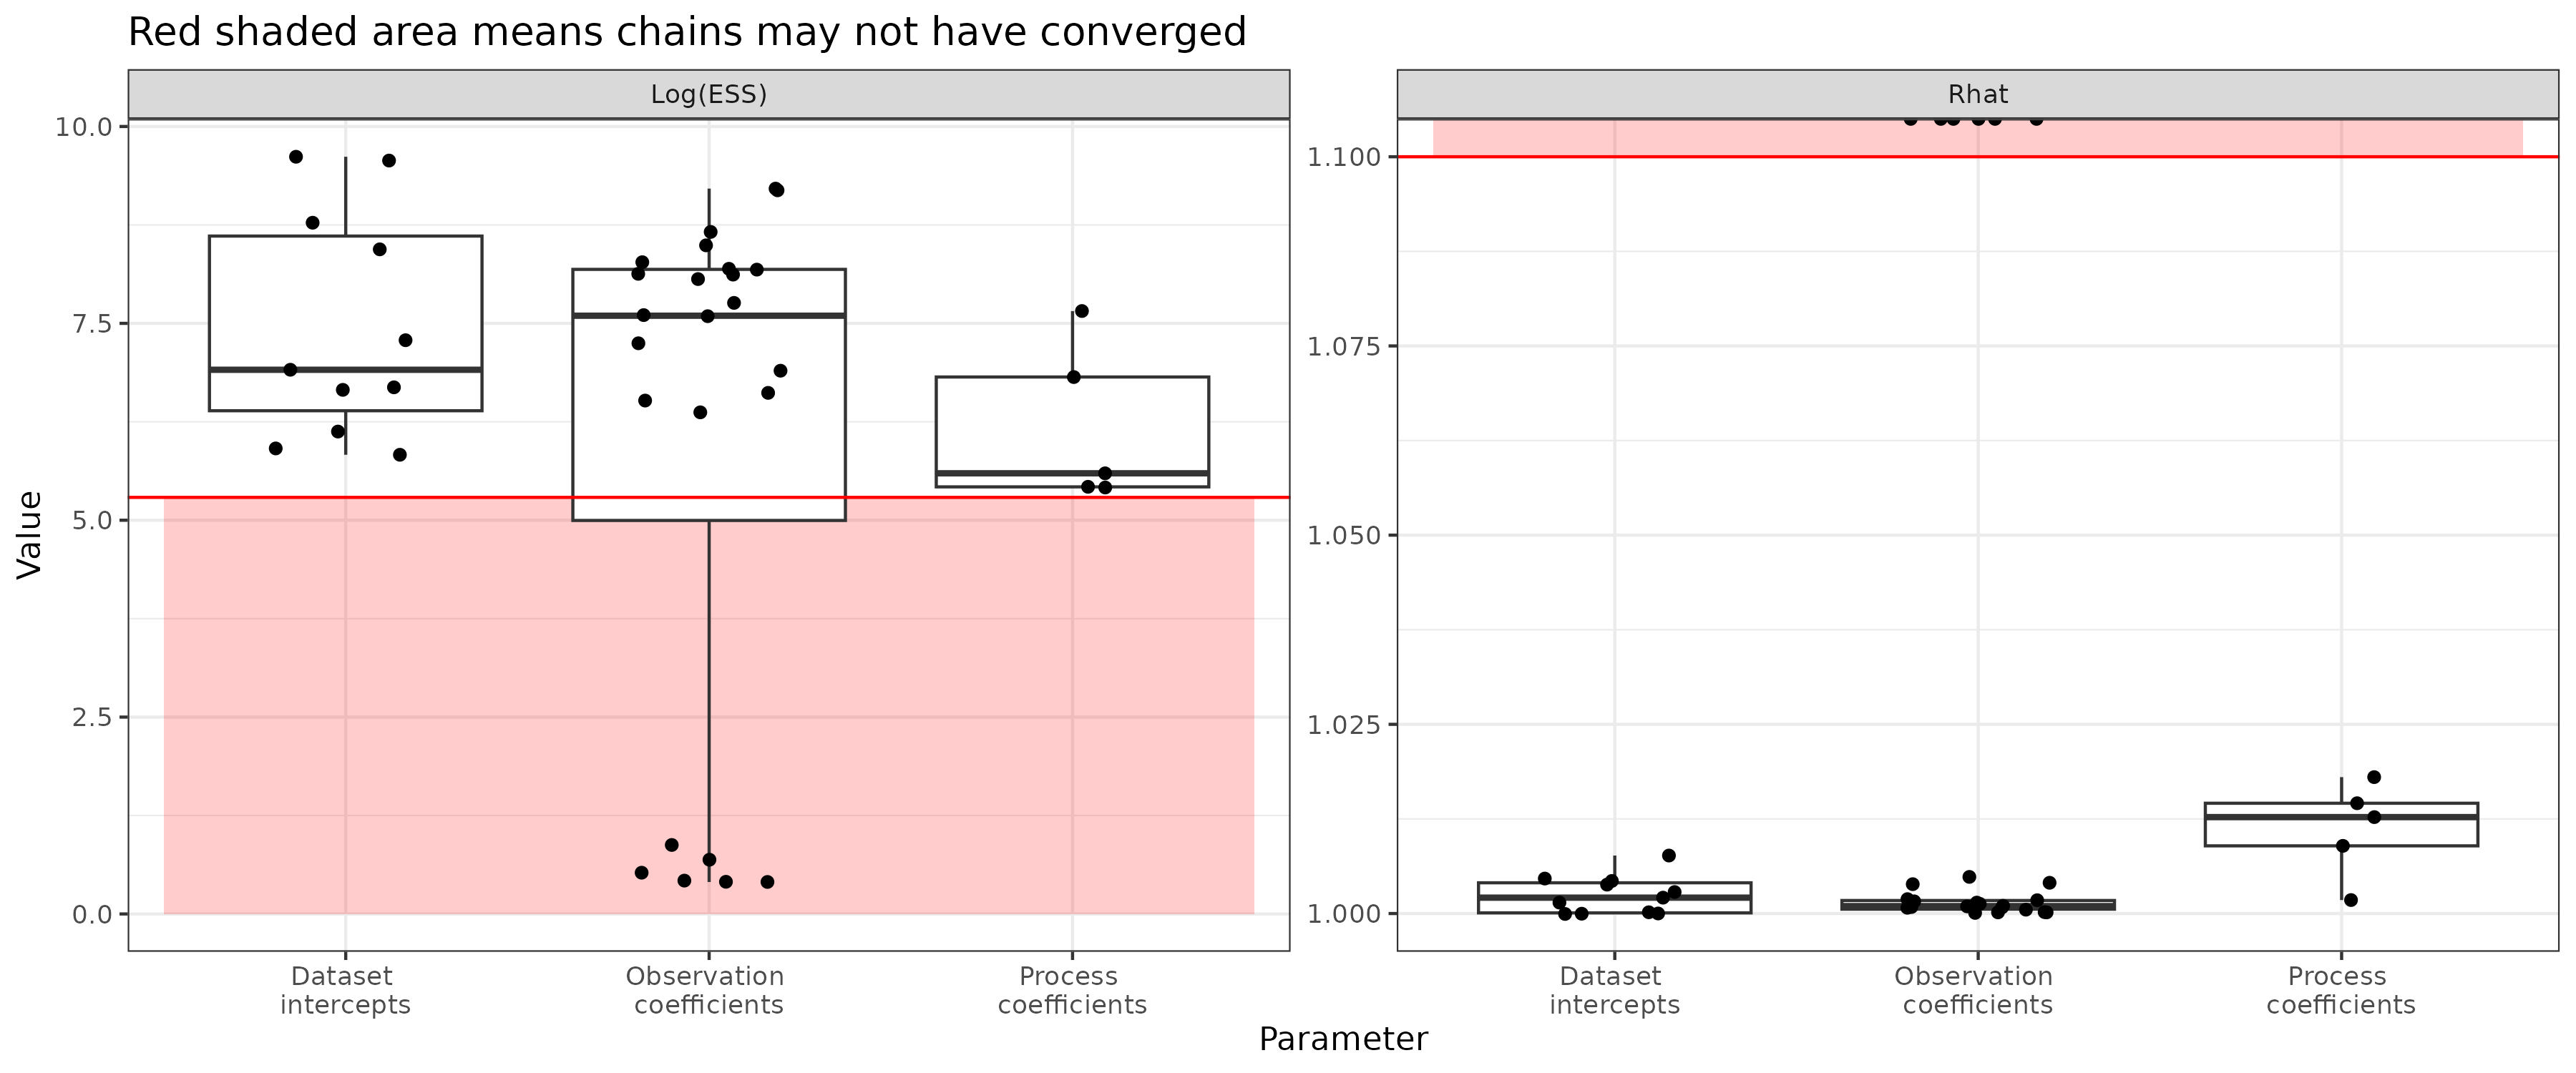 Red shaded area means chains may not have converged
Log(ESS)
Rhat
Value
10.0
7.5
5.0
2.5
0.0
1.100
1.075
1.050
1.025
1.000
Dataset
intercepts
Observation
coefficients
Process
coefficients
Dataset
intercepts
Observation
coefficients
Process
coefficients
Parameter